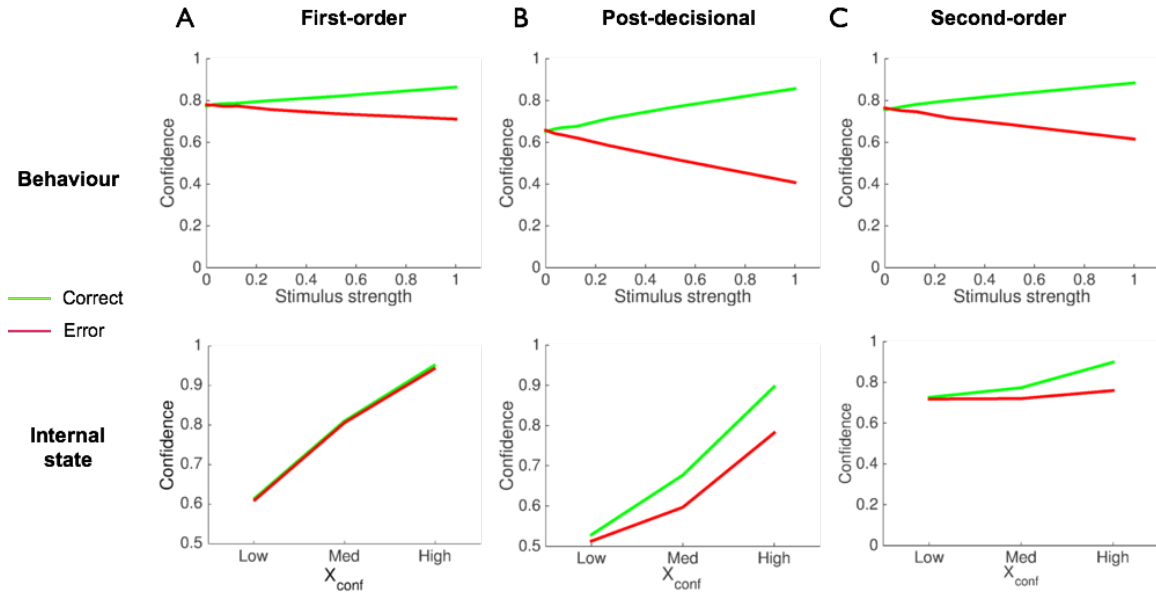 A First-order
B Post-decisional
C Second-order
Behaviour
Confidence
1
0.8
0.6
0.4
0.2
0
0 0.2 0.4 0.6 0.8 1
Stimulus strength
Confidence
1
0.8
0.6
0.4
0.2
0
0 0.2 0.4 0.6 0.8 1
Stimulus strength
Confidence
1
0.8
0.6
0.4
0.2
0
0 0.2 0.4 0.6 0.8 1
Stimulus strength
Correct
Error
Internal
state
Confidence
1
0.9
0.8
0.7
0.6
0.5
Low Med High
Xconf
Confidence
1
0.9
0.8
0.7
0.6
0.5
Low Med High
Xconf
Confidence
1
0.8
0.6
0.4
0.2
0
Low Med High
Xconf